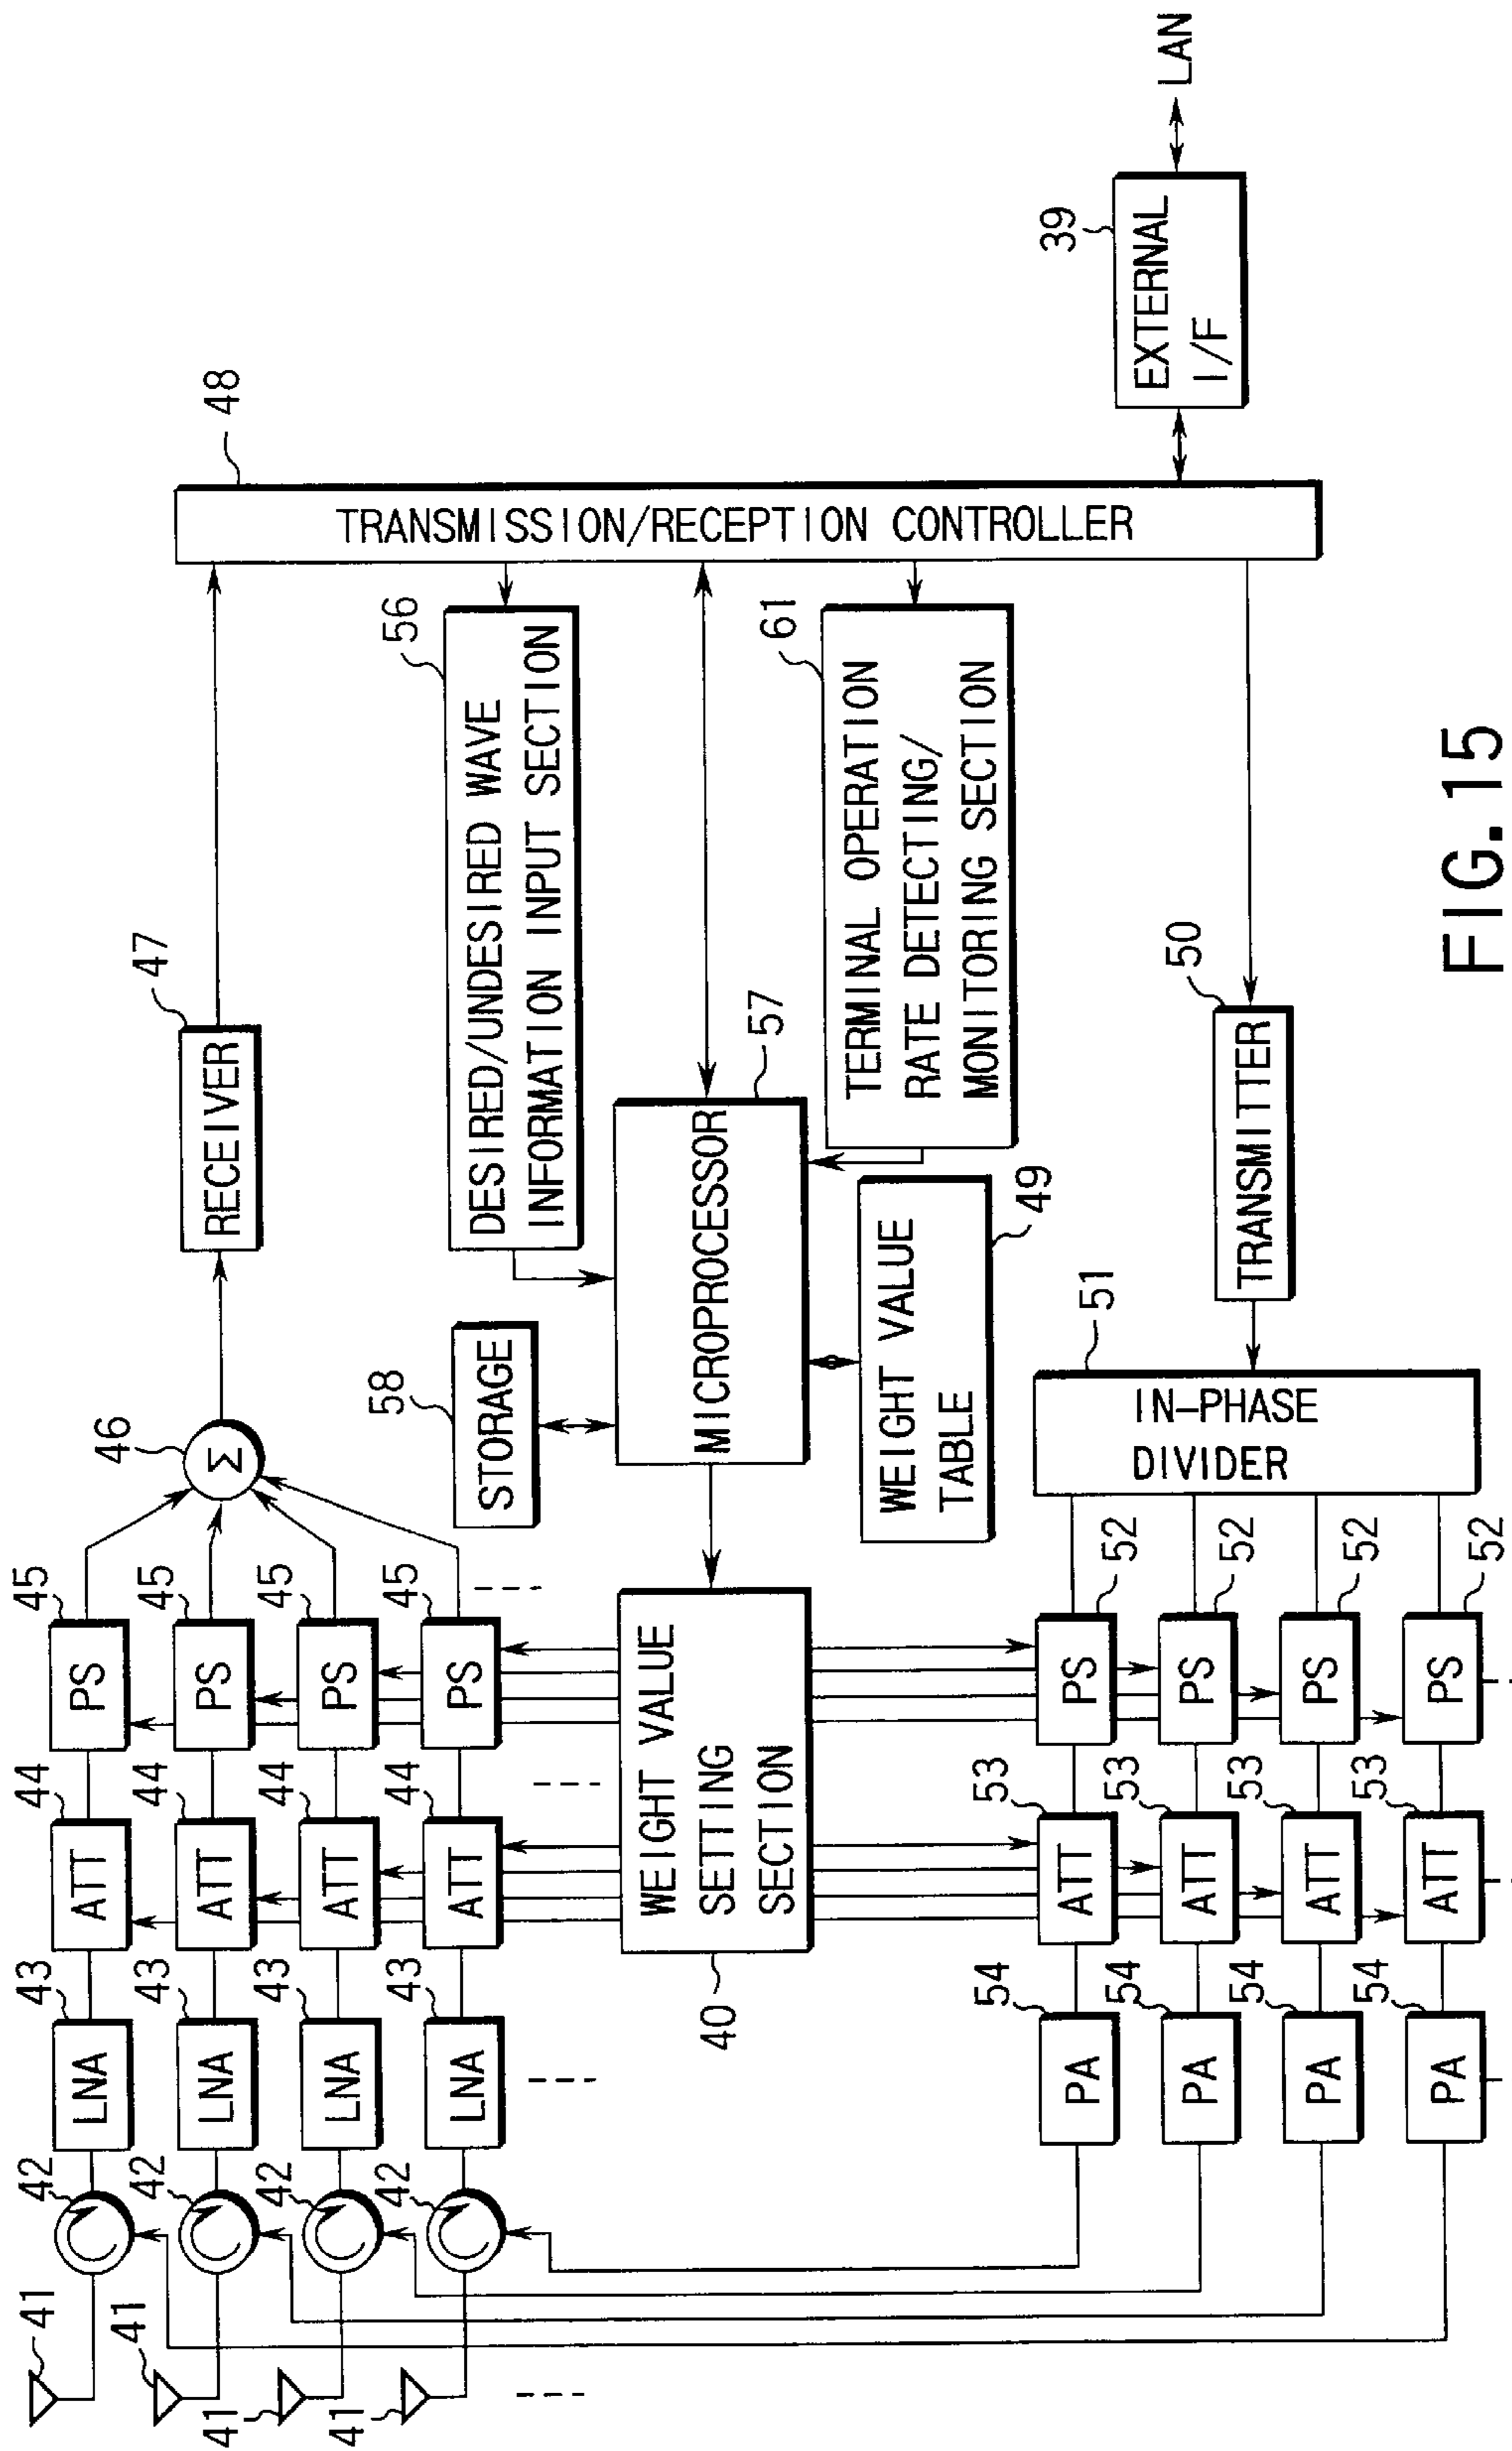 41
42
LNA
43
ATT
44
PS
45
41
42
LNA
43
ATT
44
PS
45
41
42
LNA
43
ATT
44
PS
45
41
42
LNA
43
ATT
44
PS
45
46
Σ
47
RECEIVER
48
TRANSMISSION/RECEPTION CONTROLLER
56
DESIRED/UNDESIRED WAVE
INFORMATION INPUT SECTION
58
STORAGE
57
MICROPROCESSOR
40
WEIGHT VALUE
SETTING
SECTION
61
TERMINAL OPERATION
RATE DETECTING/
MONITORING SECTION
49
WEIGHT VALUE
TABLE
39
EXTERNAL
I/F
LAN
50
TRANSMITTER
51
IN-PHASE
DIVIDER
54
PA
53
ATT
52
PS
54
PA
53
ATT
52
PS
54
PA
53
ATT
52
PS
54
PA
53
ATT
52
PS
FIG.15